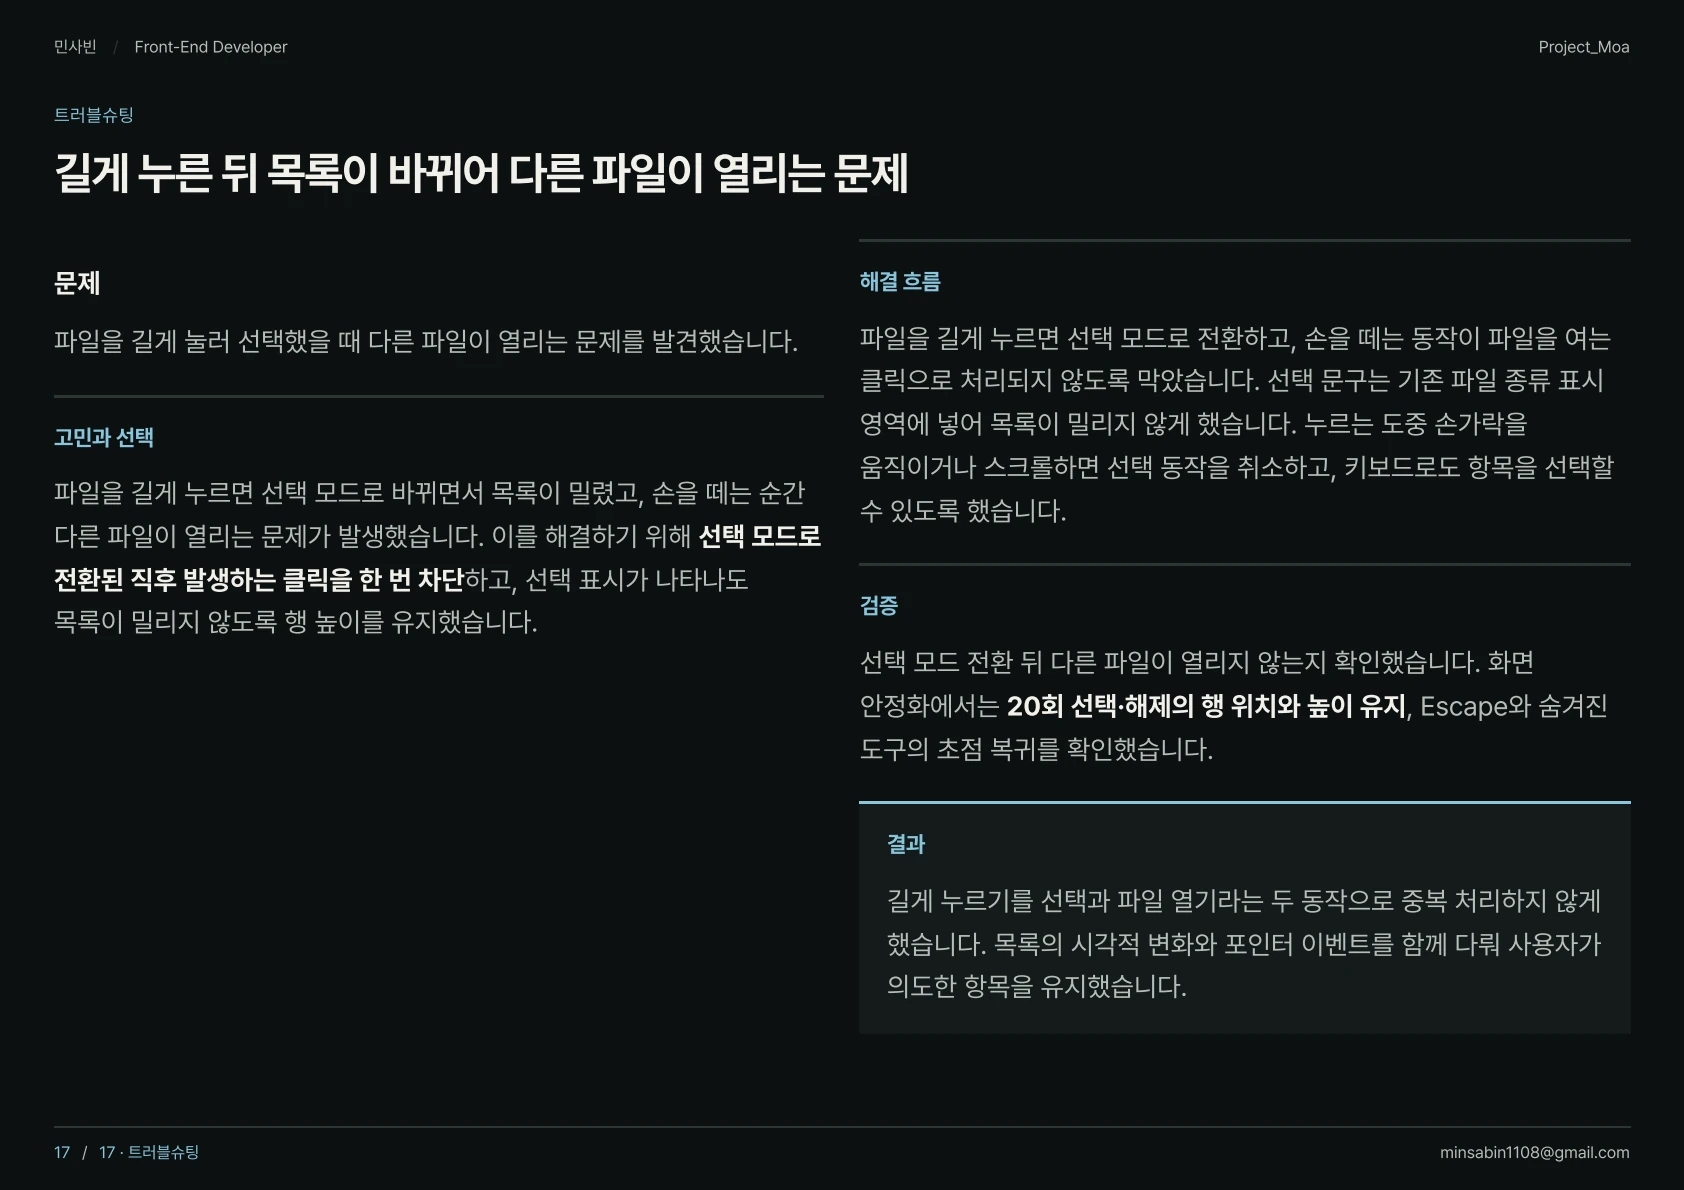 민사빈 / Front-End Developer
Project_Moa
트러블슈팅
길게 누른 뒤 목록이 바뀌어 다른 파일이 열리는 문제
문제
파일을 길게 눌러 선택했을 때 다른 파일이 열리는 문제를 발견했습니다.
고민과 선택
파일을 길게 누르면 선택 모드로 바뀌면서 목록이 밀렸고, 손을 떼는 순간
다른 파일이 열리는 문제가 발생했습니다. 이를 해결하기 위해 선택 모드로
전환된 직후 발생하는 클릭을 한 번 차단하고, 선택 표시가 나타나도
목록이 밀리지 않도록 행 높이를 유지했습니다.
해결 흐름
파일을 길게 누르면 선택 모드로 전환하고, 손을 떼는 동작이 파일을 여는
클릭으로 처리되지 않도록 막았습니다. 선택 문구는 기존 파일 종류 표시
영역에 넣어 목록이 밀리지 않게 했습니다. 누르는 도중 손가락을
움직이거나 스크롤하면 선택 동작을 취소하고, 키보드로도 항목을 선택할
수 있도록 했습니다.
검증
선택 모드 전환 뒤 다른 파일이 열리지 않는지 확인했습니다. 화면
안정화에서는 20회 선택·해제의 행 위치와 높이 유지, Escape와 숨겨진
도구의 초점 복귀를 확인했습니다.
결과
길게 누르기를 선택과 파일 열기라는 두 동작으로 중복 처리하지 않게
했습니다. 목록의 시각적 변화와 포인터 이벤트를 함께 다뤄 사용자가
의도한 항목을 유지했습니다.
17 / 17 · 트러블슈팅
minsabin1108@gmail.com